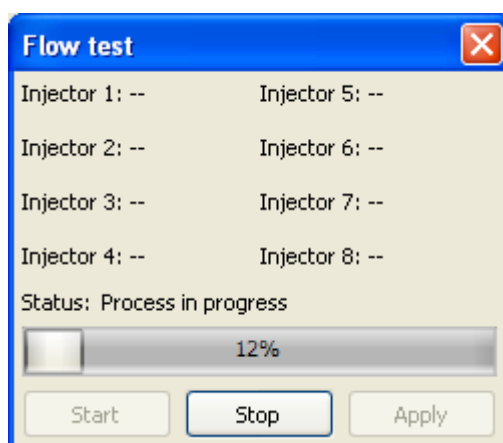 Flow test
Injector 1: -- Injector 5: --
Injector 2: -- Injector 6: --
Injector 3: -- Injector 7: --
Injector 4: -- Injector 8: --
Status: Process in progress
12%
Start Stop Apply